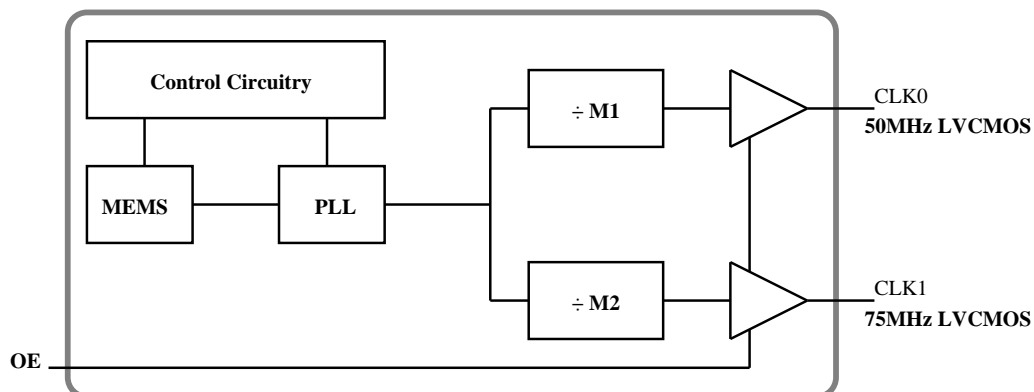 Control Circuitry
MEMS
PLL
÷ M1
÷ M2
CLK0
50MHz LVCMOS
CLK1
75MHz LVCMOS
OE